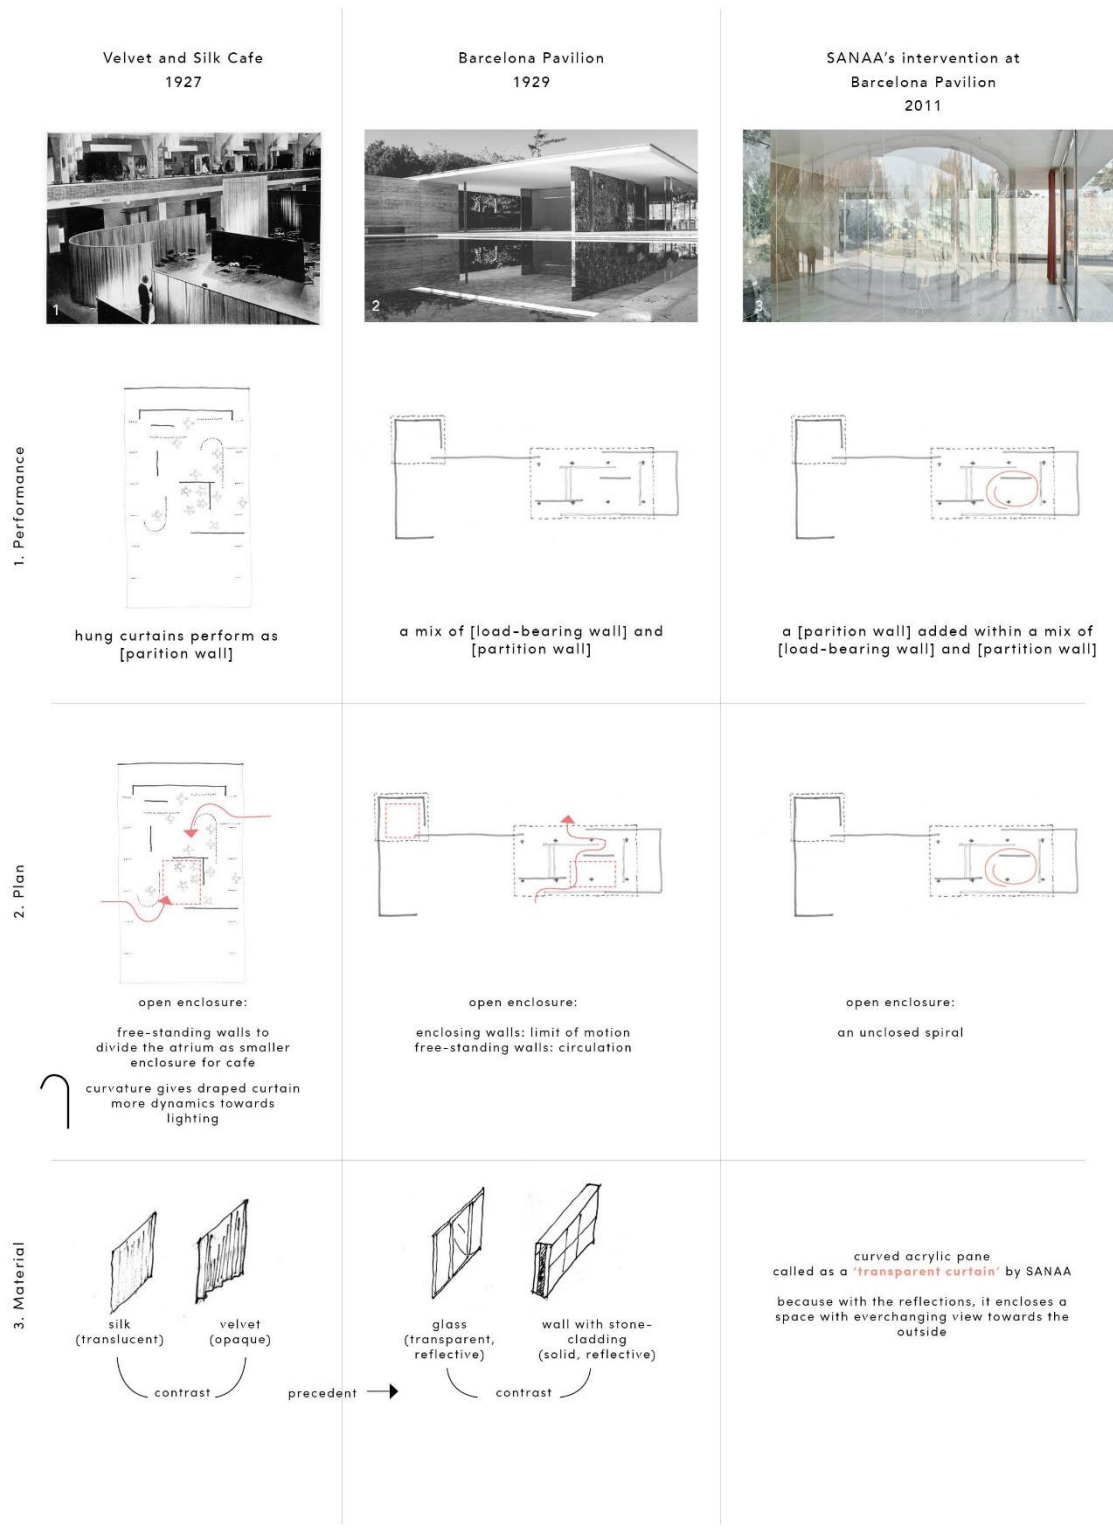 Velvet and Silk Cafe
1927
Barcelona Pavilion
1929
SANAA's intervention at
Barcelona Pavilion
2011
1
2
3
1. Performance
hung curtains perform as
[parition wall]
a mix of [load-bearing wall] and
[partition wall]
a [parition wall] added within a mix of
[load-bearing wall] and [partition wall]
2. Plan
open enclosure:
free-standing walls to
divide the atrium as smaller
enclosure for cafe
curvature gives draped curtain
more dynamics towards
lighting
open enclosure:
enclosing walls: limit of motion
free-standing walls: circulation
open enclosure:
an unclosed spiral
3. Material
silk
(translucent)
velvet
(opaque)
contrast
precedent
glass
(transparent,
reflective)
wall with stone-
cladding
(solid, reflective)
contrast
curved acrylic pane
called as a 'transparent curtain' by SANAA
because with the reflections, it encloses a
space with everchanging view towards the
outside